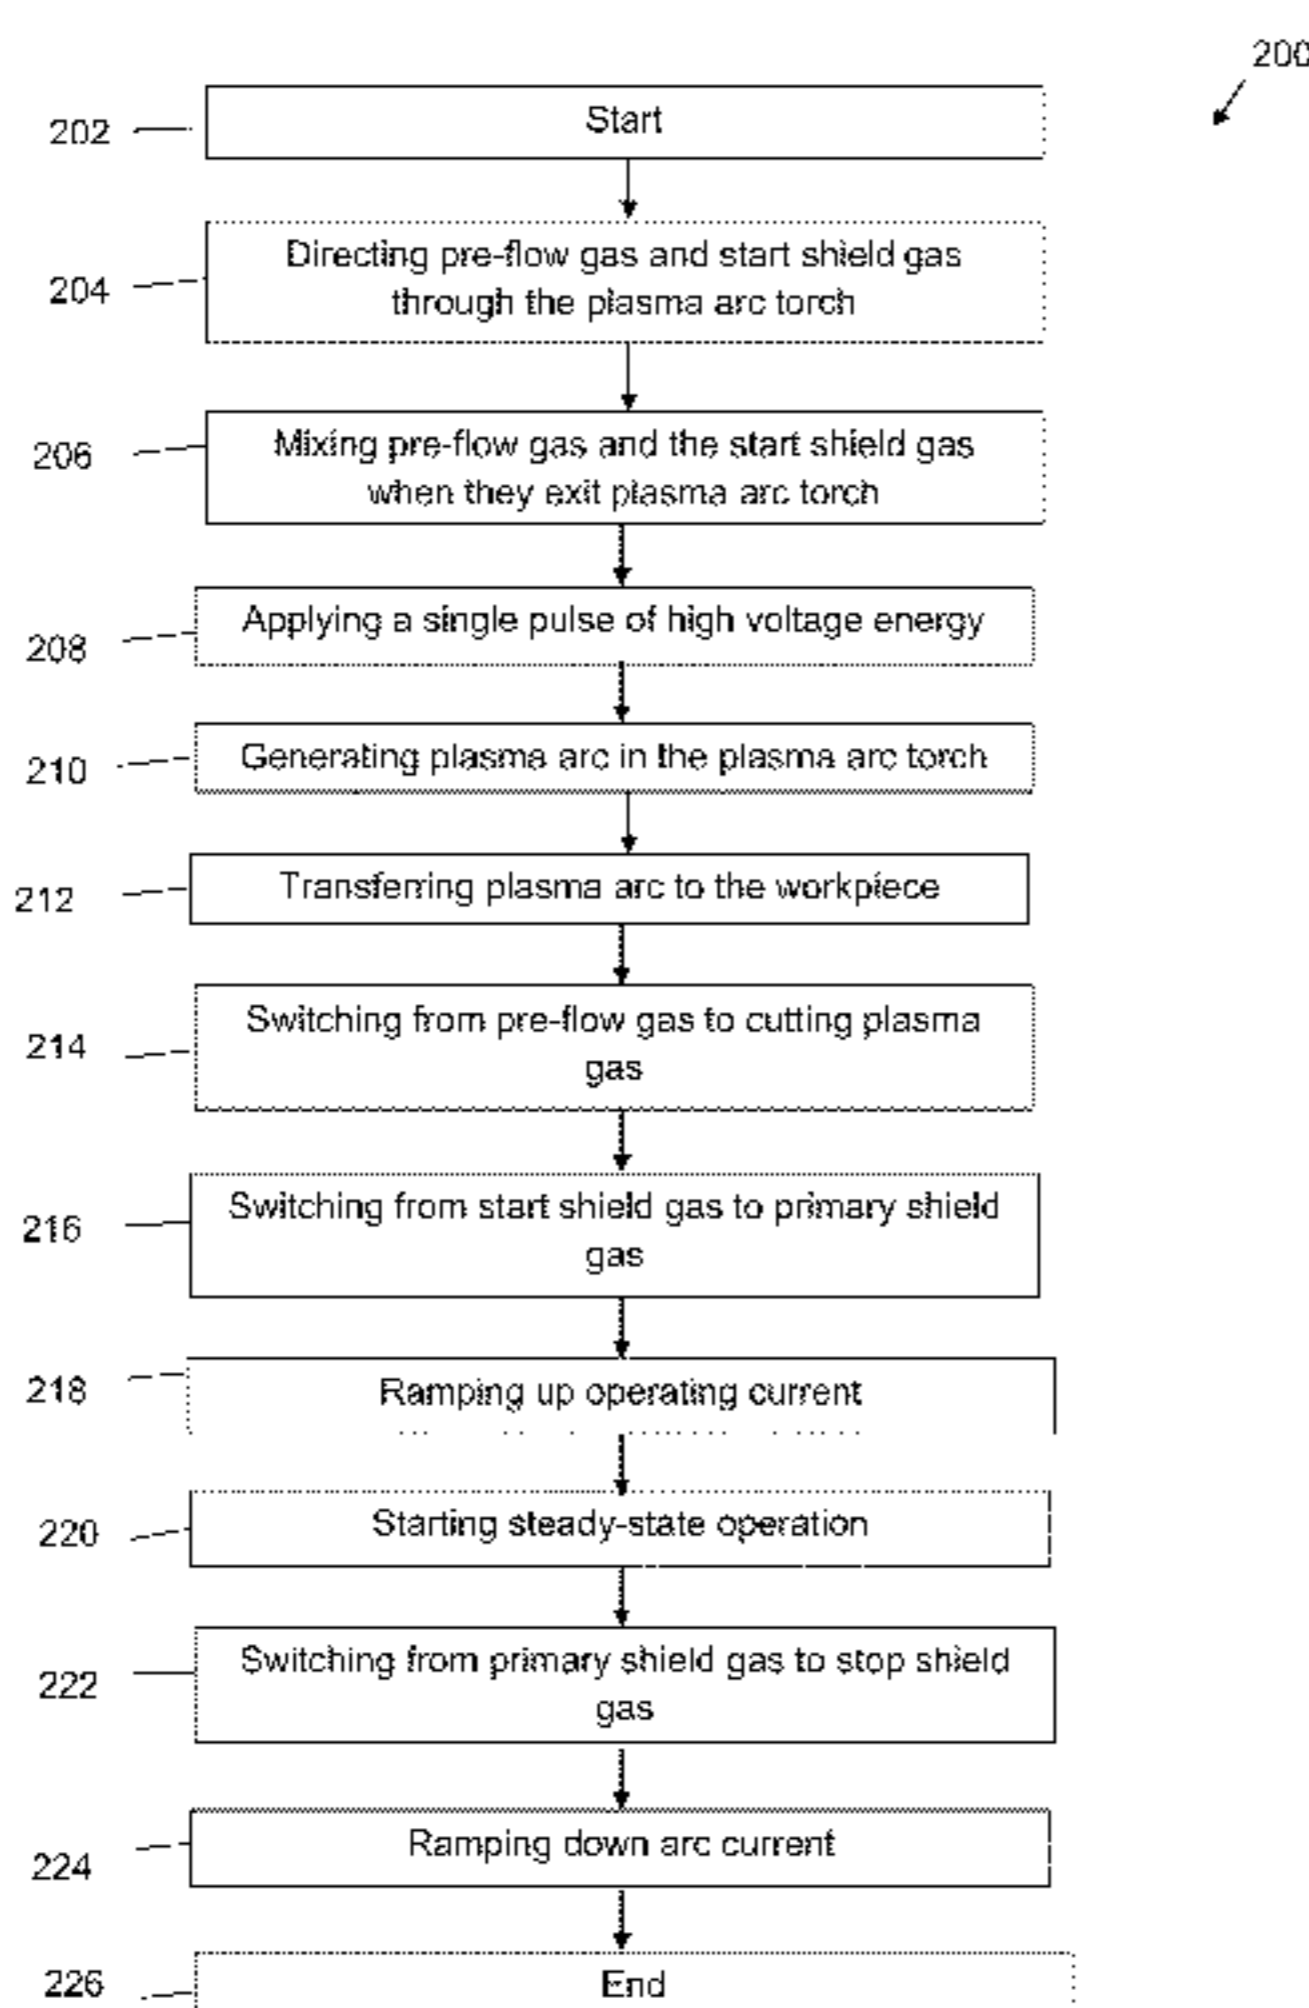 200
202
Start
204
Directing pre-flow gas and start shield gas
through the plasma arc torch
206
Mixing pre-flow gas and the start shield gas
when they exit plasma arc torch
208
Applying a single pulse of high voltage energy
210
Generating plasma arc in the plasma arc torch
212
Transferring plasma arc to the workpiece
214
Switching from pre-flow gas to cutting plasma
gas
216
Switching from start shield gas to primary shield
gas
218
Ramping up operating current
220
Starting steady-state operation
222
Switching from primary shield gas to stop shield
gas
224
Ramping down arc current
226
End